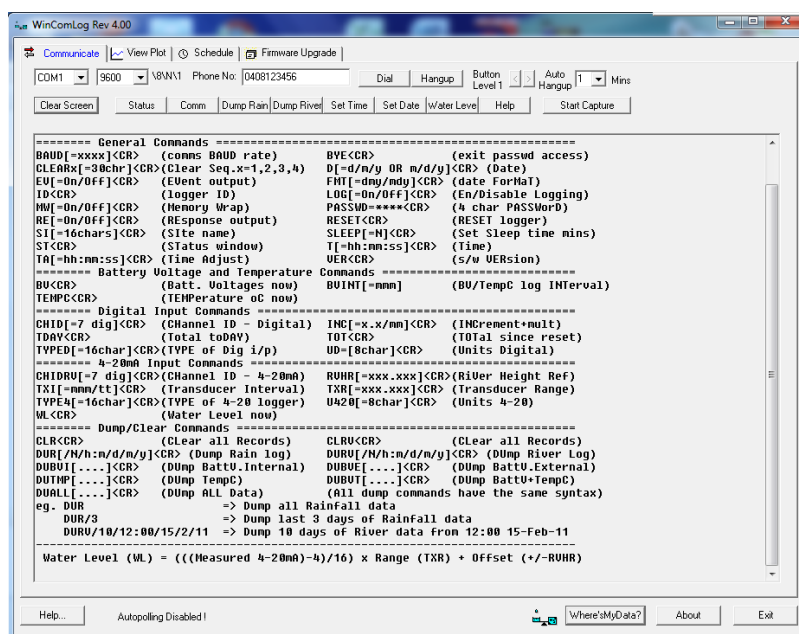 WinComLog Rev 4.00
Communicate View Plot Schedule Firmware Upgrade
COM1 9600 \8\N\1 Phone No: 0408123456 Dial Hangup Button Level 1 < > Auto Hangup 1 Mins
Clear Screen Status Comm Dump Rain Dump River Set Time Set Date Water Leve Help Start Capture
======== General Commands =====================================
BAUD[=xxxx]<CR> (comms BAUD rate) BYE<CR> (exit passwd access)
CLEARx[=30chr]<CR>(Clear Seq.x=1,2,3,4) D[=d/m/y OR m/d/y]<CR> (Date)
EV[=On/Off]<CR> (EVent output) FMT[=dmy/mdy]<CR> (date ForMaT)
ID<CR> (logger ID) LOG[=On/Off]<CR> (En/Disable Logging)
MW[=On/Off]<CR> (Memory Wrap) PASSWD=****<CR> (4 char PASSWorD)
RE[=On/Off]<CR> (REsponse output) RESET<CR> (RESET logger)
SI[=16chars]<CR> (SIte name) SLEEP[=N]<CR> (Set Sleep time mins)
ST<CR> (STatus window) T[=hh:mm:ss]<CR> (Time)
TA[=hh:mm:ss]<CR> (Time Adjust) VER<CR> (s/w VERsion)
======== Battery Voltage and Temperature Commands ====================
BV<CR> (Batt. Voltages now) BVINT[=mmm] (BV/TempC log INTerval)
TEMPC<CR> (TEMPerature oC now)
======== Digital Input Commands ==================================
CHID[=7 dig]<CR> (CHannel ID - Digital) INC[=x.x/mm]<CR> (INCrement+mult)
TDAY<CR> (Total toDAY) TOT<CR> (TOTal since reset)
TYPED[=16char]<CR>(TYPE of Dig i/p) UD=[8char]<CR> (Units Digital)
======== 4-20mA Input Commands ===================================
CHIDRV[=7 dig]<CR>(CHannel ID - 4-20mA) RVHR[=xxx.xxx]<CR>(RiVer Height Ref)
TXI[=mmm/tt]<CR> (Transducer Interval) TXR[=xxx.xxx]<CR> (Transducer Range)
TYPE4[=16char]<CR>(TYPE of 4-20 logger) U420[=8char]<CR> (Units 4-20)
WL<CR> (Water Level now)
======== Dump/Clear Commands =====================================
CLR<CR> (CLear all Records) CLRV<CR> (CLear all Records)
DUR[/N/h:m/d/m/y]<CR> (Dump Rain log) DURV[/N/h:m/d/m/y]<CR> (DUmp River Log)
DUBVI[....]<CR> (DUmp BattV.Internal) DUBVE[....]<CR> (DUmp BattV.External)
DUTMP[....]<CR> (DUmp TempC) DUBVT[....]<CR> (DUmp BattV+TempC)
DUALL[....]<CR> (DUmp ALL Data) (All dump commands have the same syntax)
eg. DUR => Dump all Rainfall data
DUR/3 => Dump last 3 days of Rainfall data
DURV/10/12:00/15/2/11 => Dump 10 days of River data from 12:00 15-Feb-11
--------------------------------------------------------------------------
Water Level (WL) = (((Measured 4-20mA)-4)/16) x Range (TXR) + Offset (+/-RVHR)
Help... Autopolling Disabled ! Where'sMyData? About Exit